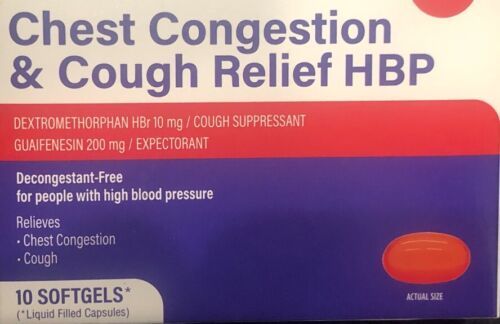 Chest Congestion
& Cough Relief HBP
DEXTROMETHORPHAN HBr 10 mg / COUGH SUPPRESSANT
GUAIFENESIN 200 mg / EXPECTORANT
Decongestant-Free
for people with high blood pressure
Relieves
• Chest Congestion
• Cough
10 SOFTGELS*
(*Liquid Filled Capsules)
ACTUAL SIZE